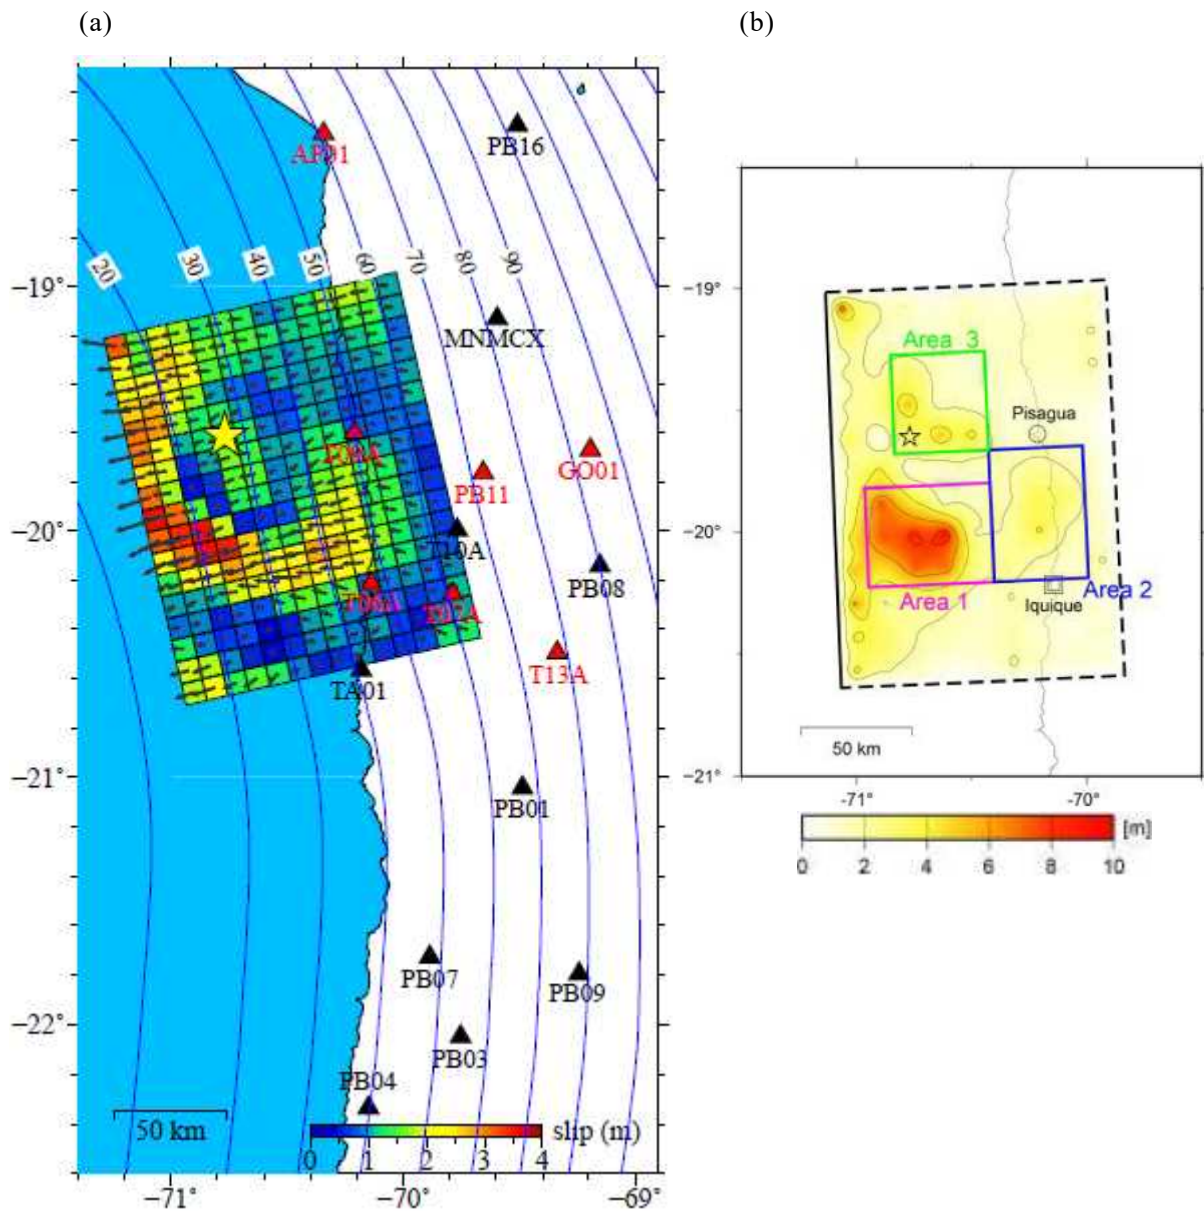 (a)
(b)
AP01
PB16
20
30
40
50
60
70
80
90
−19°
MNMCX
PB11
GO01
−20°
T10A
PB08
T06A
T07A
T13A
TA01
−21°
PB01
PB07
PB09
−22°
PB03
PB04
50 km
slip (m)
0
1
2
3
4
−71°
−70°
−69°
−19°
Area 3
Pisagua
−20°
Area 1
Iquique
Area 2
50 km
−21°
−71°
−70°
[m]
0
2
4
6
8
10